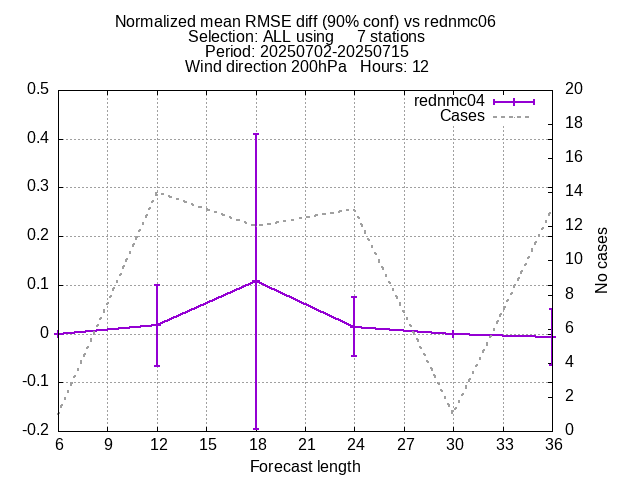 Normalized mean RMSE diff (90% conf) vs rednmc06
Selection: ALL using     7 stations
Period: 20250702-20250715
Wind direction 200hPa   Hours: 12
rednmc04
Cases
0.5
0.4
0.3
0.2
0.1
0
-0.1
-0.2
20
18
16
14
12
10
8
6
4
2
0
No cases
6 9 12 15 18 21 24 27 30 33 36
Forecast length